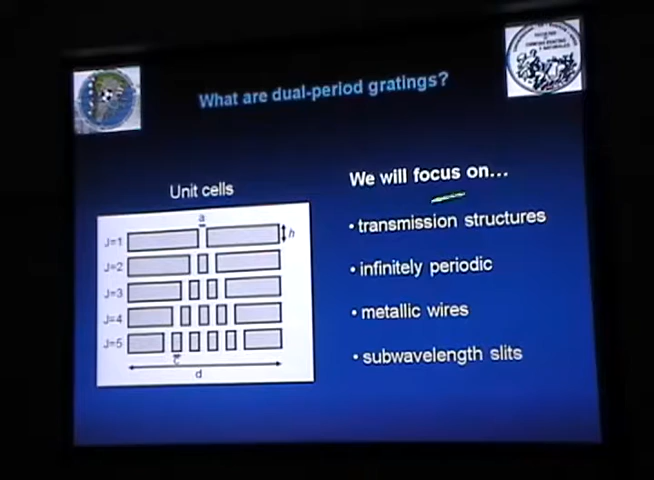 What are dual-period gratings?
Unit cells
a
J=1
h
J=2
J=3
J=4
J=5
c
d
We will focus on...
• transmission structures
• infinitely periodic
• metallic wires
• subwavelength slits